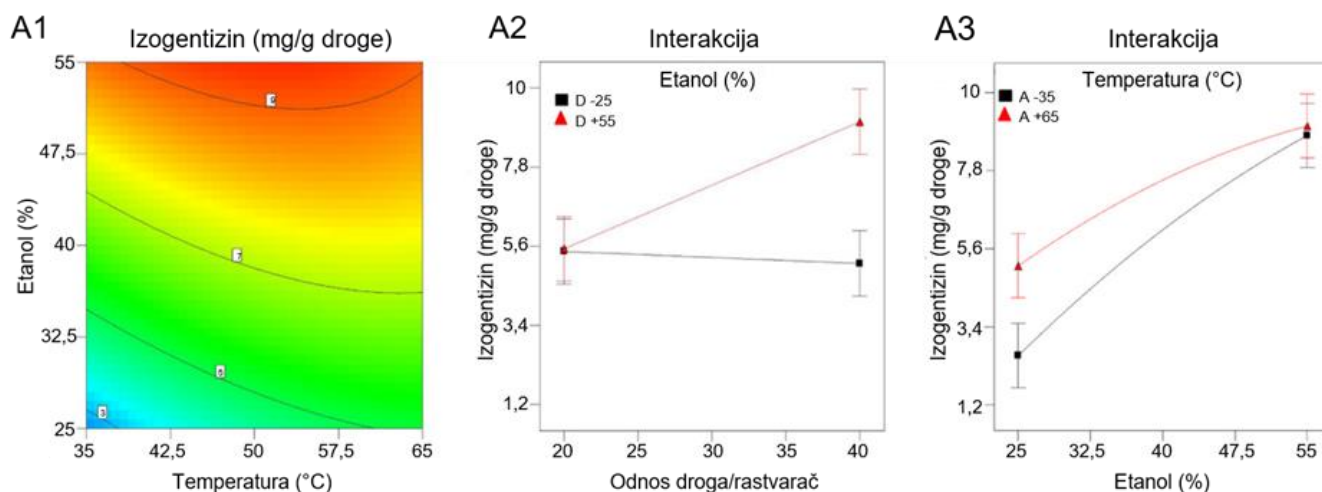 A1
Izogentizin (mg/g droge)
55
47,5
40
32,5
25
Etanol (%)
9
7
5
3
35 42,5 50 57,5 65
Temperatura (°C)
A2
Interakcija
Etanol (%)
D -25
D +55
10
7,8
5,6
3,4
1,2
Izogentizin (mg/g droge)
20 25 30 35 40
Odnos droga/rastvarač
A3
Interakcija
Temperatura (°C)
A -35
A +65
10
7,8
5,6
3,4
1,2
Izogentizin (mg/g droge)
25 32,5 40 47,5 55
Etanol (%)